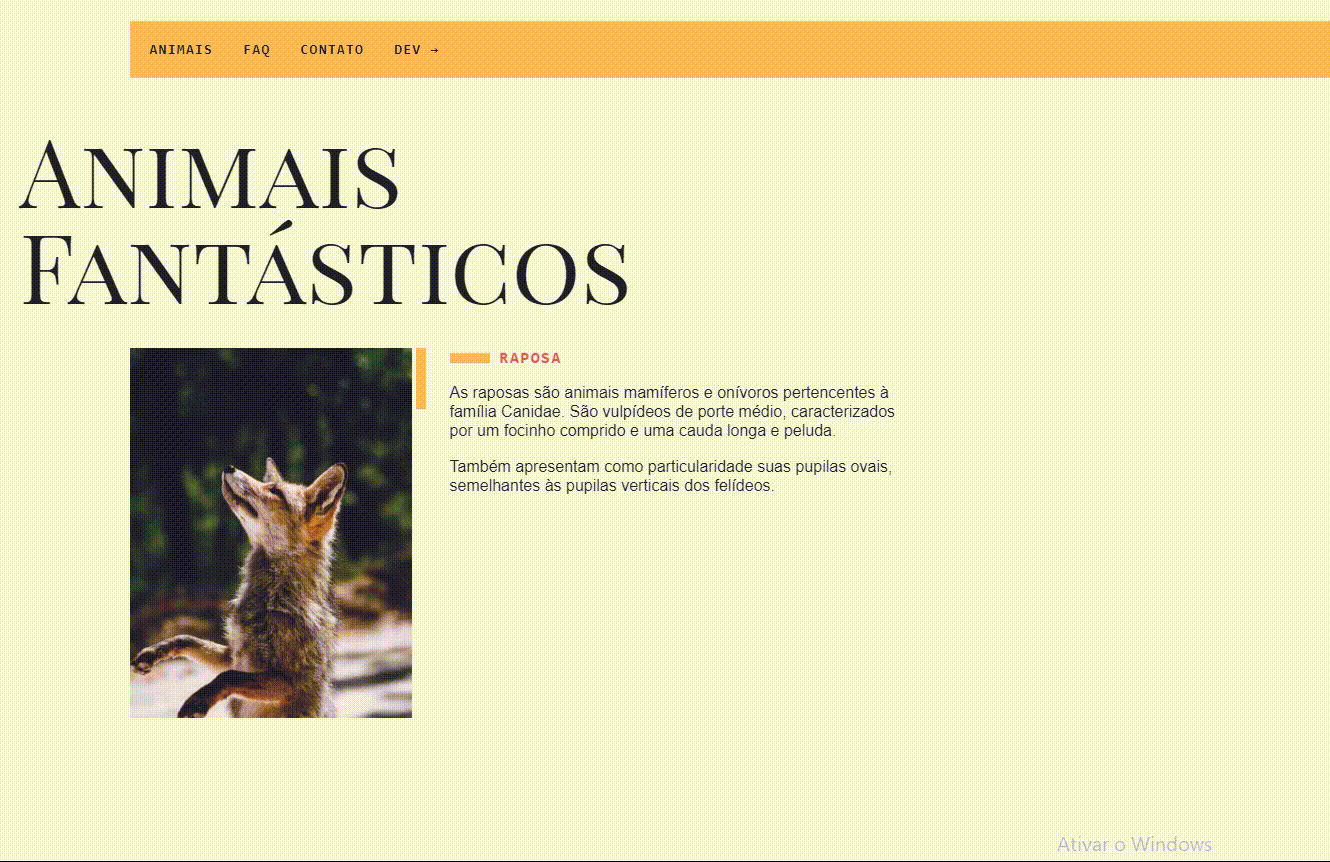 ANIMAIS FAQ CONTATO DEV →
ANIMAIS
FANTÁSTICOS
RAPOSA
As raposas são animais mamíferos e onívoros pertencentes à
família Canidae. São vulpídeos de porte médio, caracterizados
por um focinho comprido e uma cauda longa e peluda.
Também apresentam como particularidade suas pupilas ovais,
semelhantes às pupilas verticais dos felídeos.
Ativar o Windows